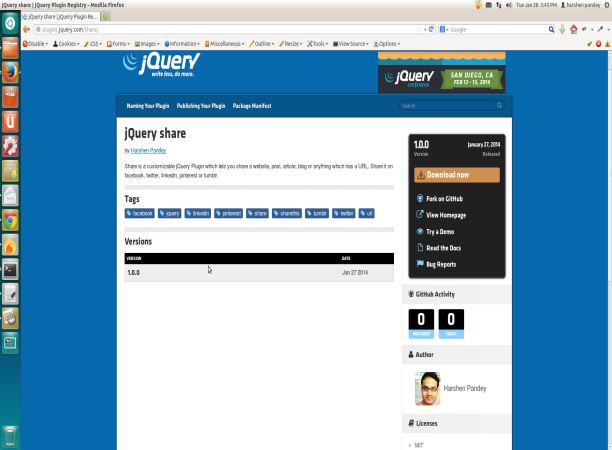 jQuery share | jQuery Plugin Registry - Mozilla Firefox
Tue Jan 28 3:43 PM harshen Pandey
jQuery share | jQuery Plugin Re...
plugins.jquery.com/share/
Google
Disable Cookies CSS Forms Images Information Miscellaneous Outline Resize Tools View Source Options
jQuery
write less, do more.
jQuery
conference
SAN DIEGO, CA
FEB 12 - 13, 2014
Naming Your Plugin Publishing Your Plugin Package Manifest
Search
jQuery share
by Harshen Pandey
Share is a customizable jQuery Plugin which lets you share a website, post, article, blog or anything which has a URL. Share it on
facebook, twitter, linkedin, pinterest or tumblr.
Tags
facebook jquery linkedin pinterest share sharethis tumblr twitter url
Versions
VERSION DATE
1.0.0 Jan 27 2014
1.0.0 January 27, 2014
Version Released
Download now
Fork on GitHub
View Homepage
Try a Demo
Read the Docs
Bug Reports
GitHub Activity
0 0
WATCHERS FORKS
Author
Harshen Pandey
Licenses
MIT